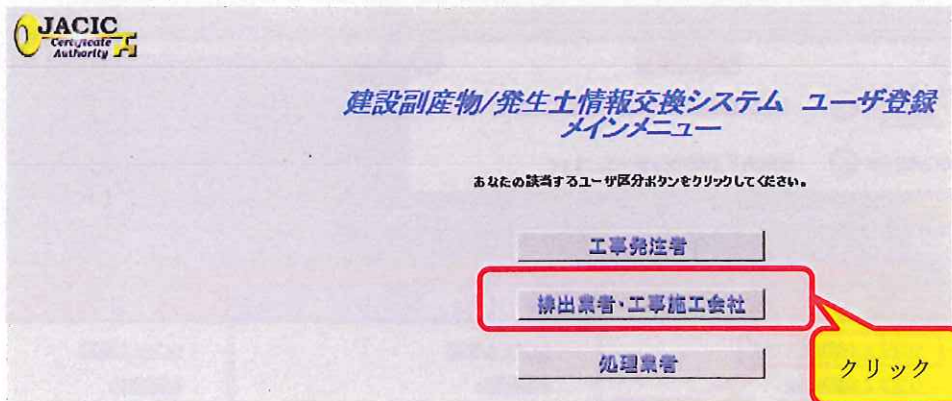 JACIC
Certificate
Authority
建設副産物/発生土情報交換システム ユーザ登録
メインメニュー
あなたの該当するユーザ区分ボタンをクリックしてください。
工事発注者
排出業者・工事施工会社
処理業者
クリック